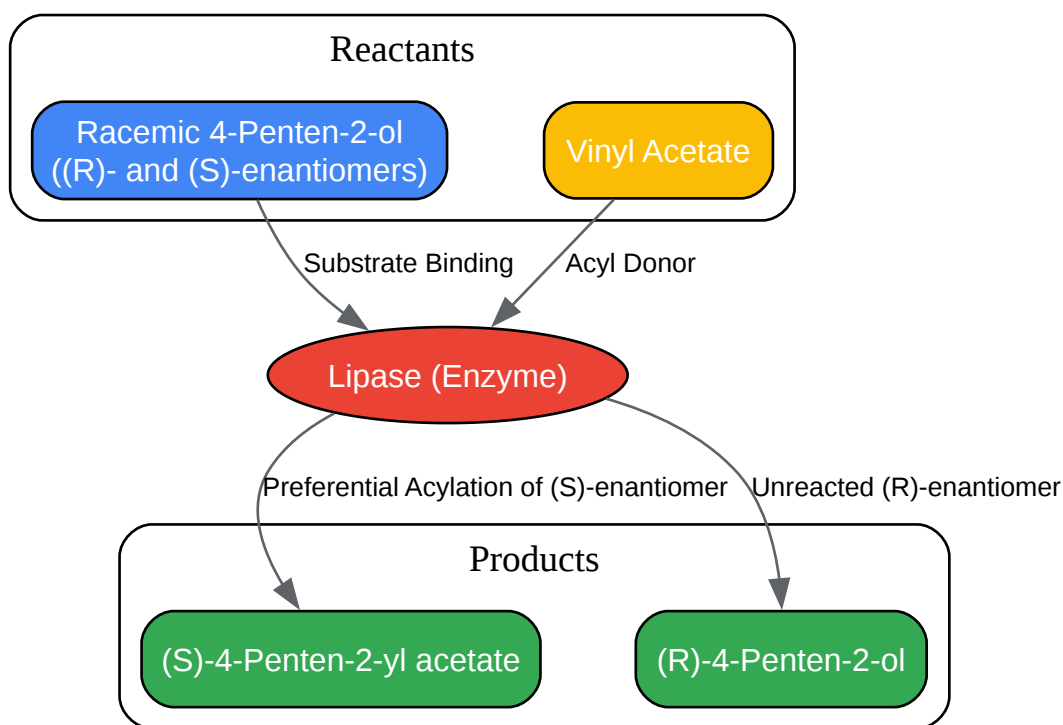 Reactants
Racemic 4-Penten-2-ol
((R)- and (S)-enantiomers)
Vinyl Acetate
Substrate Binding
Acyl Donor
Lipase (Enzyme)
Preferential Acylation of (S)-enantiomer
Unreacted (R)-enantiomer
Products
(S)-4-Penten-2-yl acetate
(R)-4-Penten-2-ol